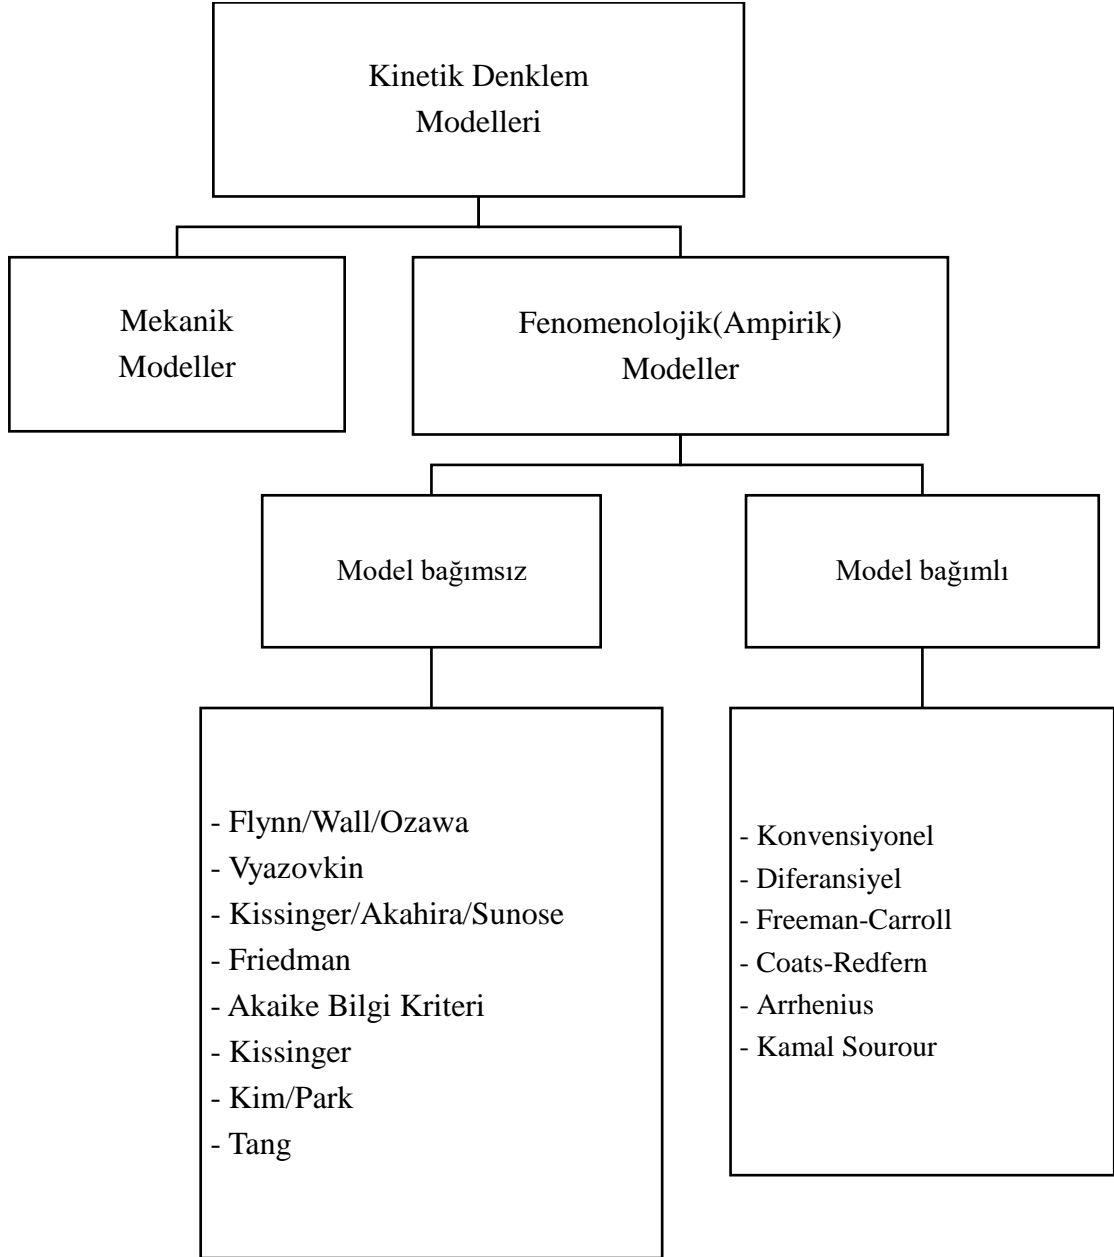 Kinetik Denklem
Modelleri
Mekanik
Modeller
Fenomenolojik(Ampirik)
Modeller
Model bağımsız
Model bağımlı
- Flynn/Wall/Ozawa
- Vyazovkin
- Kissinger/Akahira/Sunose
- Friedman
- Akaike Bilgi Kriteri
- Kissinger
- Kim/Park
- Tang
- Konvensiyonel
- Diferansiyel
- Freeman-Carroll
- Coats-Redfern
- Arrhenius
- Kamal Sourour